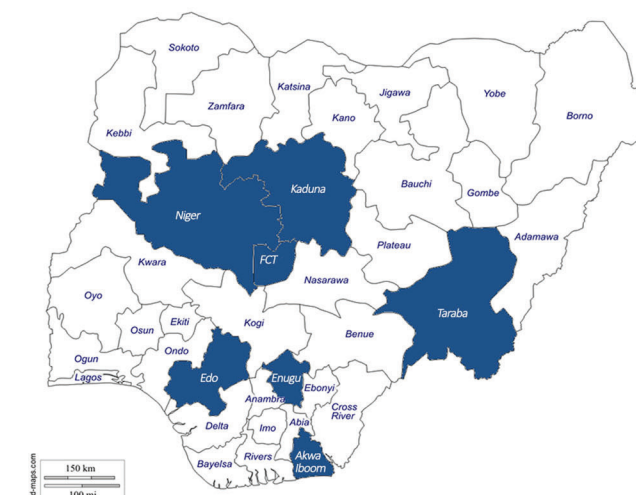 Sokoto
Katsina
Jigawa
Yobe
Borno
Zamfara
Kano
Kebbi
Kaduna
Bauchi
Gombe
Niger
Adamawa
Plateau
FCT
Kwara
Nasarawa
Oyo
Taraba
Osun
Ekiti
Kogi
Benue
Ogun
Ondo
Lagos
Edo
Enugu
Ebonyi
Anambra
Cross
River
Delta
Imo
Abia
Bayelsa
Rivers
Akwa
Iboom
150 km
100 mi
d-maps.com